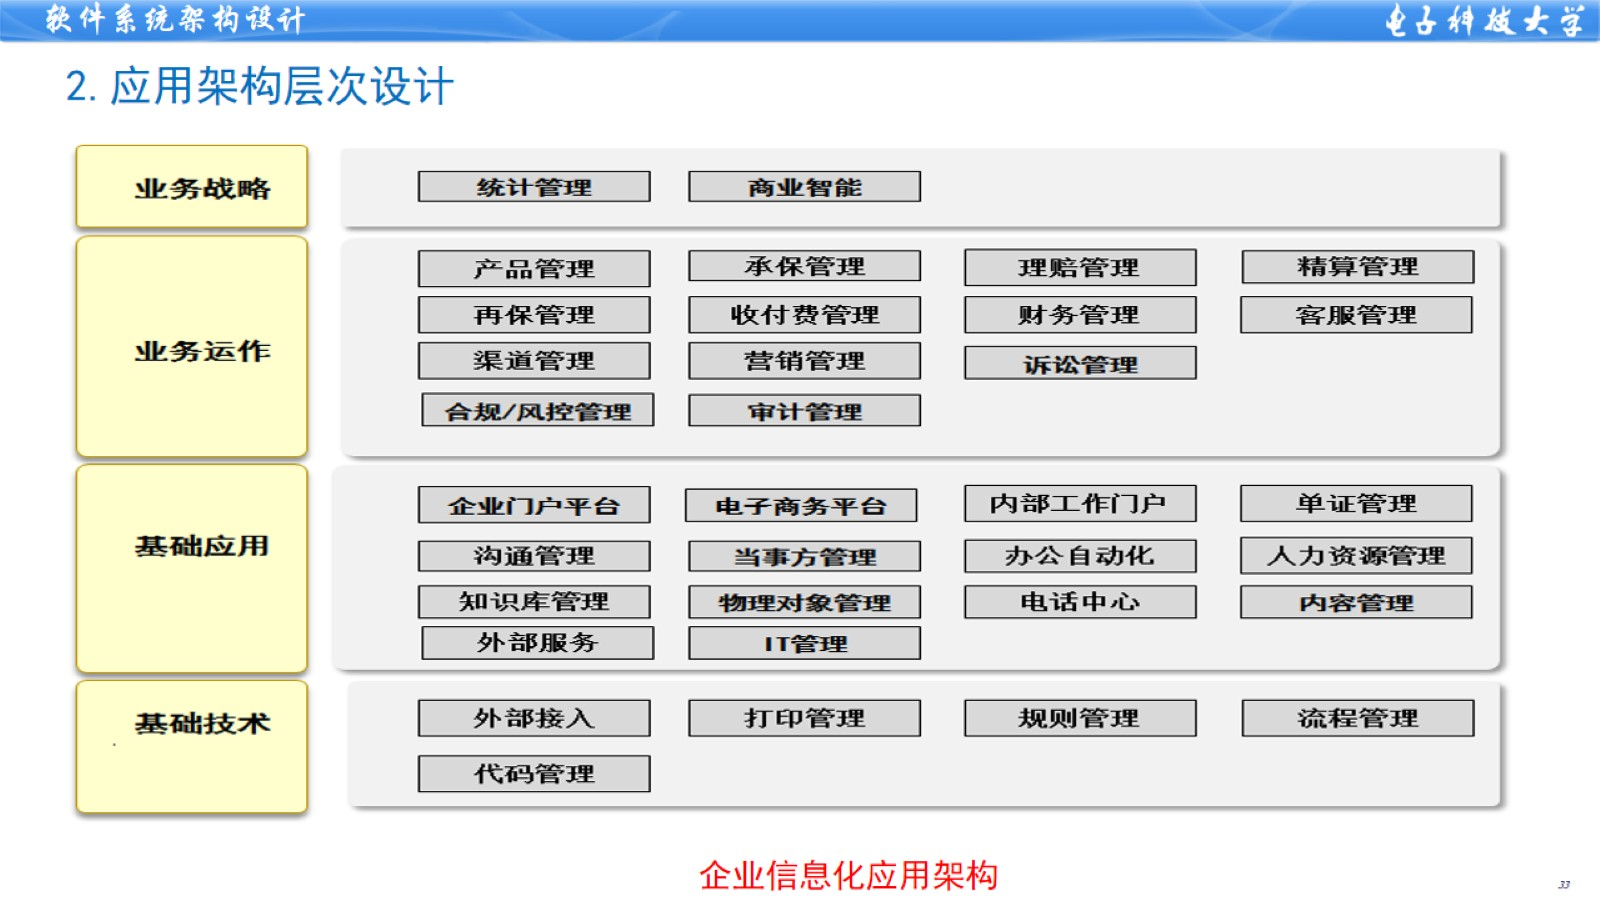 软件系统架构设计
电子科技大学
2. 应用架构层次设计
业务战略
统计管理 商业智能
业务运作
产品管理 承保管理 理赔管理 精算管理
再保管理 收付费管理 财务管理 客服管理
渠道管理 营销管理 诉讼管理
合规/风控管理 审计管理
基础应用
企业门户平台 电子商务平台 内部工作门户 单证管理
沟通管理 当事方管理 办公自动化 人力资源管理
知识库管理 物理对象管理 电话中心 内容管理
外部服务 IT管理
基础技术
外部接入 打印管理 规则管理 流程管理
代码管理
企业信息化应用架构
33